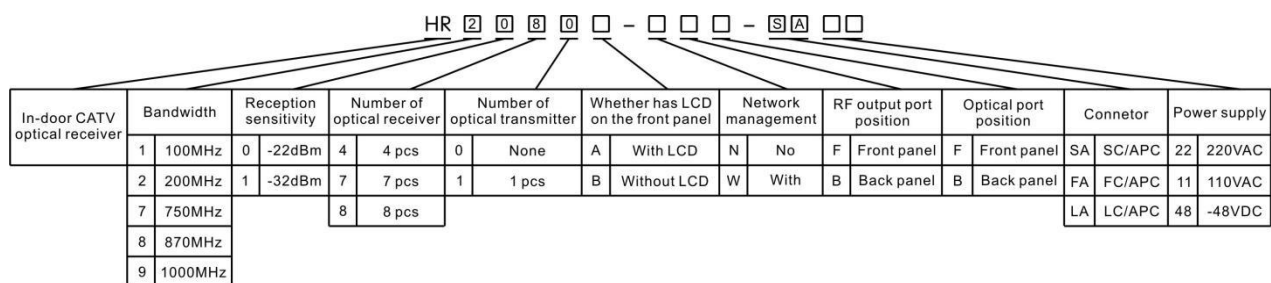 HR 2 0 8 0 □ - □ □ □ - S A □ □
In-door CATV optical receiver
Bandwidth
Reception sensitivity
Number of optical receiver
Number of optical transmitter
Whether has LCD on the front panel
Network management
RF output port position
Optical port position
Connetor
Power supply
1 100MHz 0 -22dBm 4 4 pcs 0 None A With LCD N No F Front panel F Front panel SA SC/APC 22 220VAC
2 200MHz 1 -32dBm 7 7 pcs 1 1 pcs B Without LCD W With B Back panel B Back panel FA FC/APC 11 110VAC
7 750MHz 8 8 pcs LA LC/APC 48 -48VDC
8 870MHz
9 1000MHz